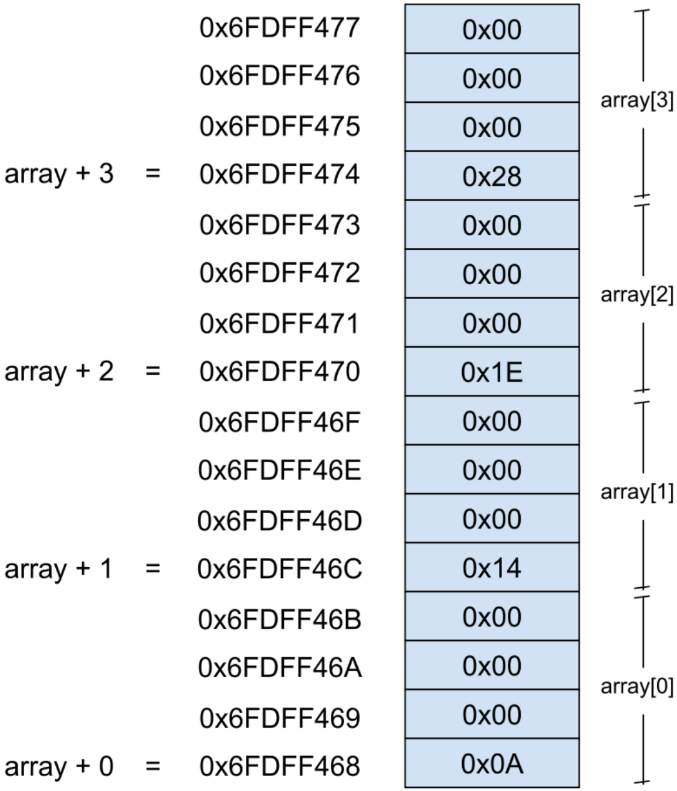 0x6FDFF477 0x00
0x6FDFF476 0x00
array[3]
0x6FDFF475 0x00
array + 3 = 0x6FDFF474 0x28
0x6FDFF473 0x00
0x6FDFF472 0x00
array[2]
0x6FDFF471 0x00
array + 2 = 0x6FDFF470 0x1E
0x6FDFF46F 0x00
0x6FDFF46E 0x00
array[1]
0x6FDFF46D 0x00
array + 1 = 0x6FDFF46C 0x14
0x6FDFF46B 0x00
0x6FDFF46A 0x00
array[0]
0x6FDFF469 0x00
array + 0 = 0x6FDFF468 0x0A